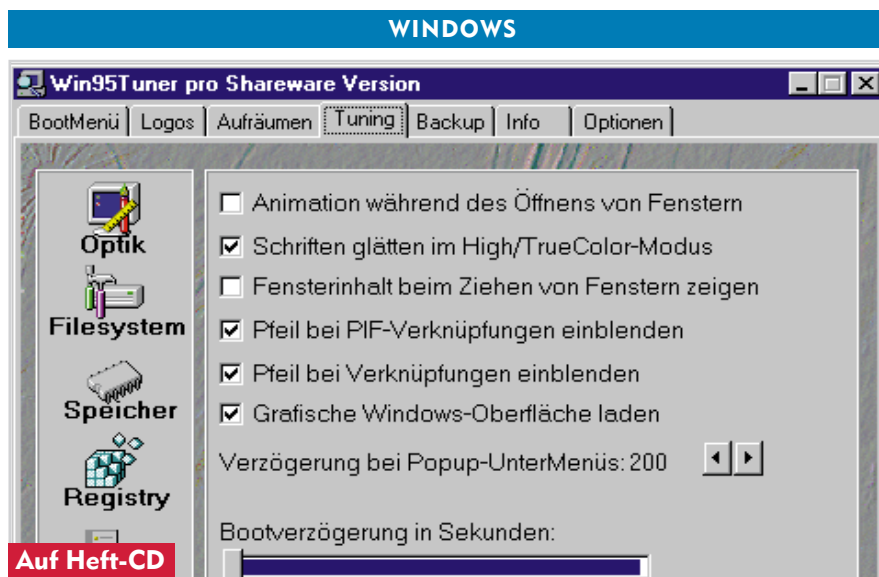 WINDOWS
Win95Tuner pro Shareware Version
BootMenü Logos Aufräumen Tuning Backup Info Optionen
Optik
Filesystem
Speicher
Registry
Animation während des Öffnens von Fenstern
Schriften glätten im High/TrueColor-Modus
Fensterinhalt beim Ziehen von Fenstern zeigen
Pfeil bei PIF-Verknüpfungen einblenden
Pfeil bei Verknüpfungen einblenden
Grafische Windows-Oberfläche laden
Verzögerung bei Popup-UnterMenüs: 200
Bootverzögerung in Sekunden:
Auf Heft-CD